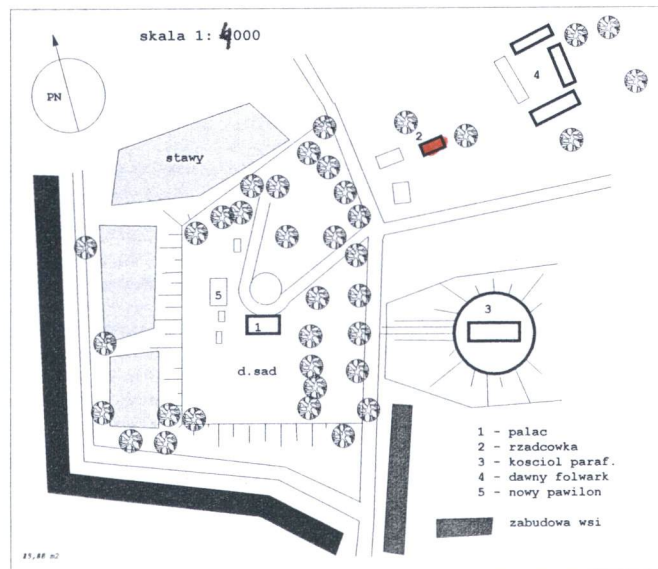 skala 1:4000
PN
stawy
4
2
5
3
1
d.sad
1 - palac
2 - rzadcowka
3 - kosciol paraf.
4 - dawny folwark
5 - nowy pawilon
zabudowa wsi